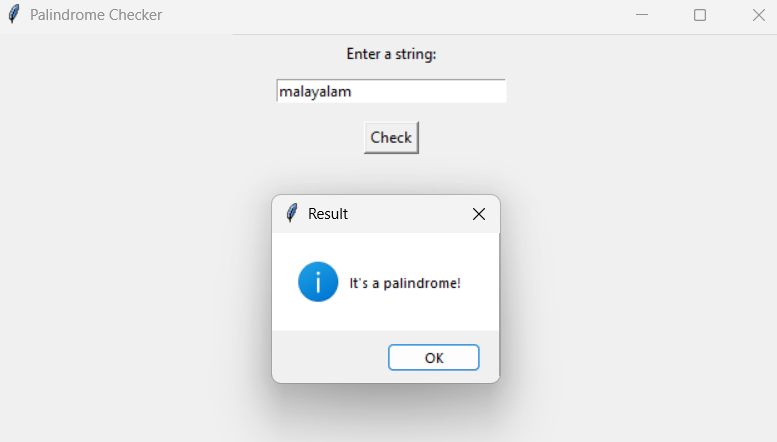 Palindrome Checker
Enter a string:
malayalam
Check
Result
It's a palindrome!
OK